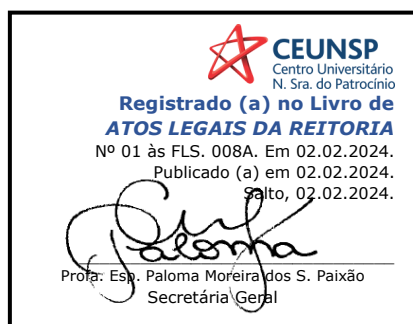 CEUNSP
Centro Universitário
N. Sra. do Patrocínio
Registrado (a) no Livro de
ATOS LEGAIS DA REITORIA
Nº 01 às FLS. 008A. Em 02.02.2024.
Publicado (a) em 02.02.2024.
Salto, 02.02.2024.
Paloma
Profa. Esp. Paloma Moreira dos S. Paixão
Secretária Geral